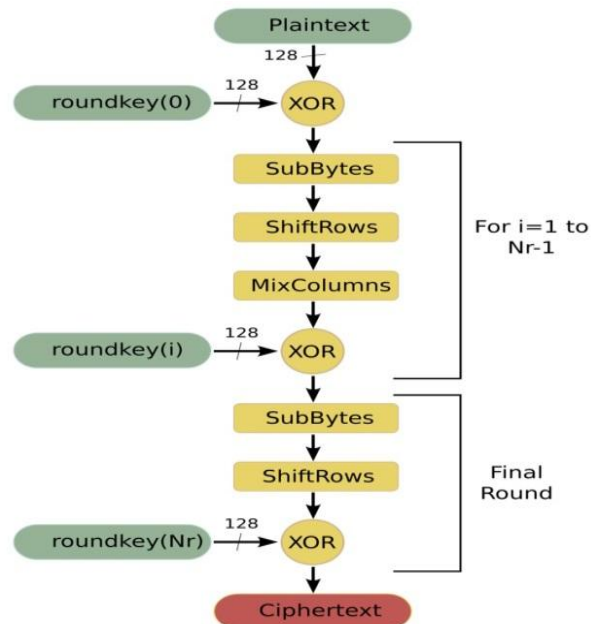 Plaintext
128
128
roundkey(0)
XOR
SubBytes
ShiftRows
For i=1 to
Nr-1
MixColumns
128
roundkey(i)
XOR
SubBytes
ShiftRows
Final
Round
128
roundkey(Nr)
XOR
Ciphertext